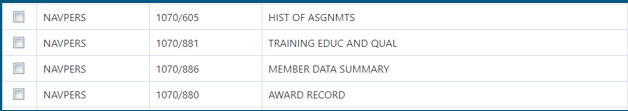 NAVPERS 1070/605 HIST OF ASGNMTS
NAVPERS 1070/881 TRAINING EDUC AND QUAL
NAVPERS 1070/886 MEMBER DATA SUMMARY
NAVPERS 1070/880 AWARD RECORD